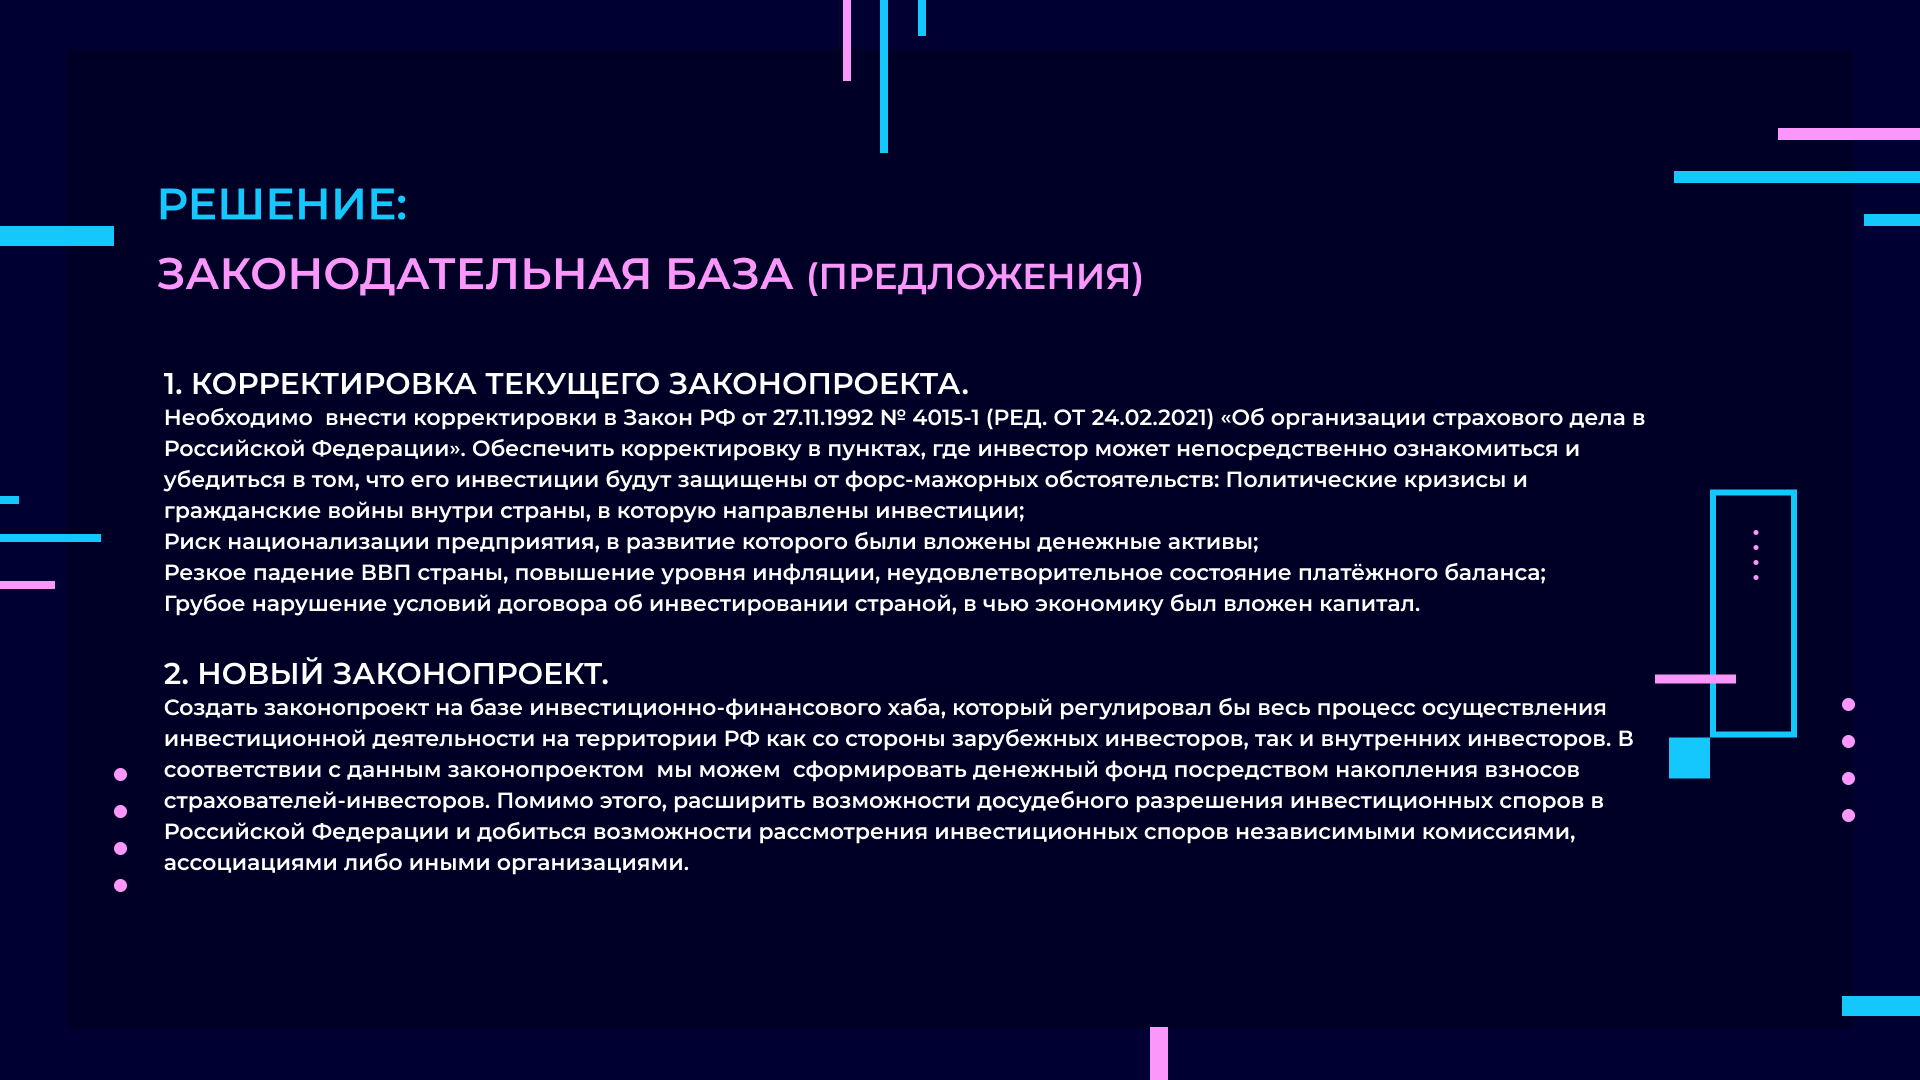 РЕШЕНИЕ:
ЗАКОНОДАТЕЛЬНАЯ БАЗА (ПРЕДЛОЖЕНИЯ)
1. КОРРЕКТИРОВКА ТЕКУЩЕГО ЗАКОНОПРОЕКТА.
Необходимо  внести корректировки в Закон РФ от 27.11.1992 № 4015-1 (РЕД. ОТ 24.02.2021) «Об организации страхового дела в
Российской Федерации». Обеспечить корректировку в пунктах, где инвестор может непосредственно ознакомиться и
убедиться в том, что его инвестиции будут защищены от форс-мажорных обстоятельств: Политические кризисы и
гражданские войны внутри страны, в которую направлены инвестиции;
Риск национализации предприятия, в развитие которого были вложены денежные активы;
Резкое падение ВВП страны, повышение уровня инфляции, неудовлетворительное состояние платёжного баланса;
Грубое нарушение условий договора об инвестировании страной, в чью экономику был вложен капитал.
2. НОВЫЙ ЗАКОНОПРОЕКТ.
Создать законопроект на базе инвестиционно-финансового хаба, который регулировал бы весь процесс осуществления
инвестиционной деятельности на территории РФ как со стороны зарубежных инвесторов, так и внутренних инвесторов. В
соответствии с данным законопроектом  мы можем  сформировать денежный фонд посредством накопления взносов
страхователей-инвесторов. Помимо этого, расширить возможности досудебного разрешения инвестиционных споров в
Российской Федерации и добиться возможности рассмотрения инвестиционных споров независимыми комиссиями,
ассоциациями либо иными организациями.